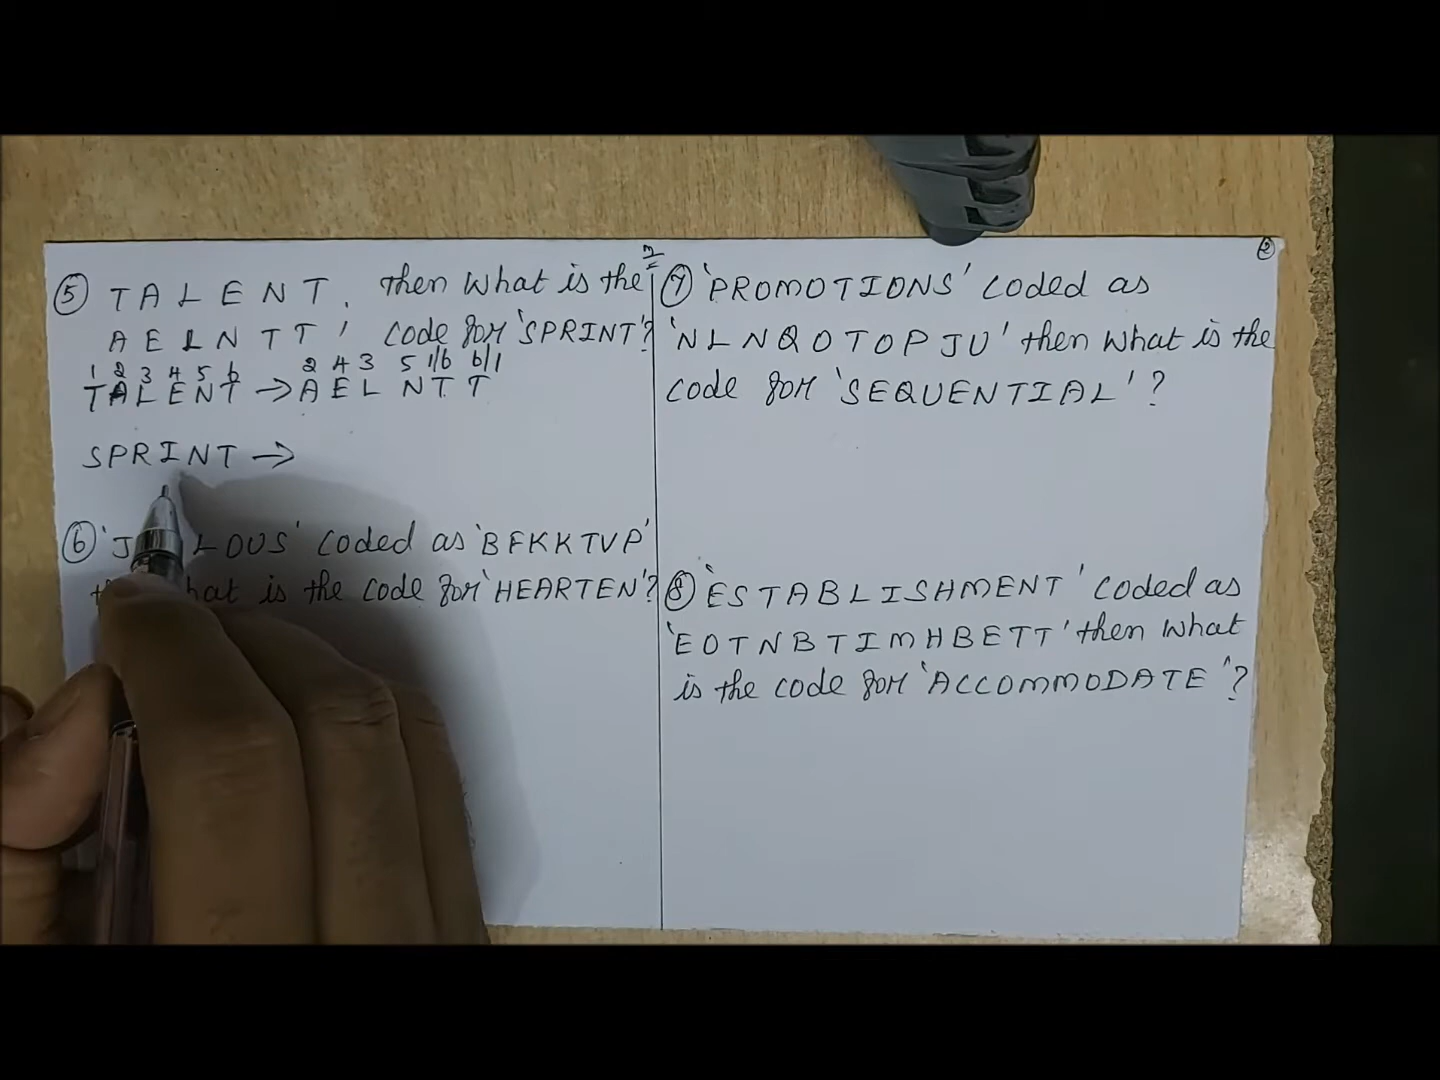 ②
⑤ TALENT, then what is the
AELNTT' code for 'SPRINT'?
1 2 3 4 5 6 2 4 3 5 1/6 6/1
TALENT → AELNTT
SPRINT →
⑥ 'J LOUS' coded as 'BFKKTVP'
what is the code for 'HEARTEN'?
⑦ 'PROMOTIONS' coded as
'NLNQOTOPJU' then what is the
code for 'SEQUENTIAL'?
⑧ 'ESTABLISHMENT' coded as
'EOTNBTIMHBETT' then what
is the code for 'ACCOMMODATE'?